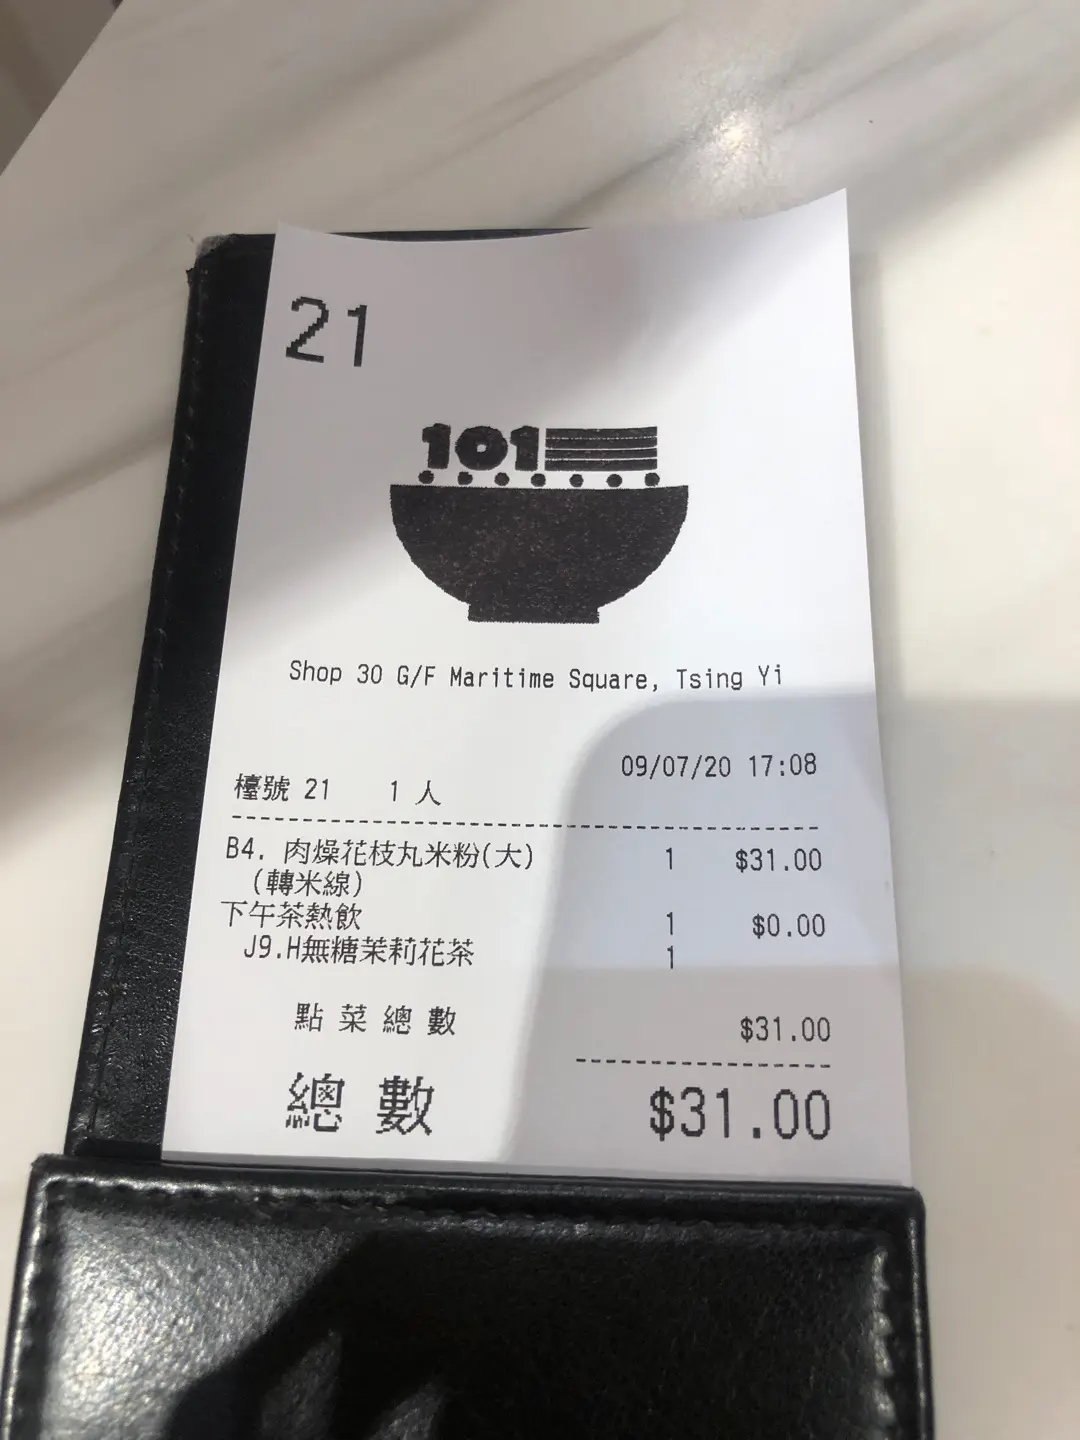 21
101
Shop 30 G/F Maritime Square, Tsing Yi
09/07/20 17:08
檯號 21 1 人
B4. 肉燥花枝丸米粉(大) 1 $31.00
(轉米線)
下午茶熱飲 1 $0.00
J9.H無糖茉莉花茶 1
點菜總數 $31.00
總數 $31.00